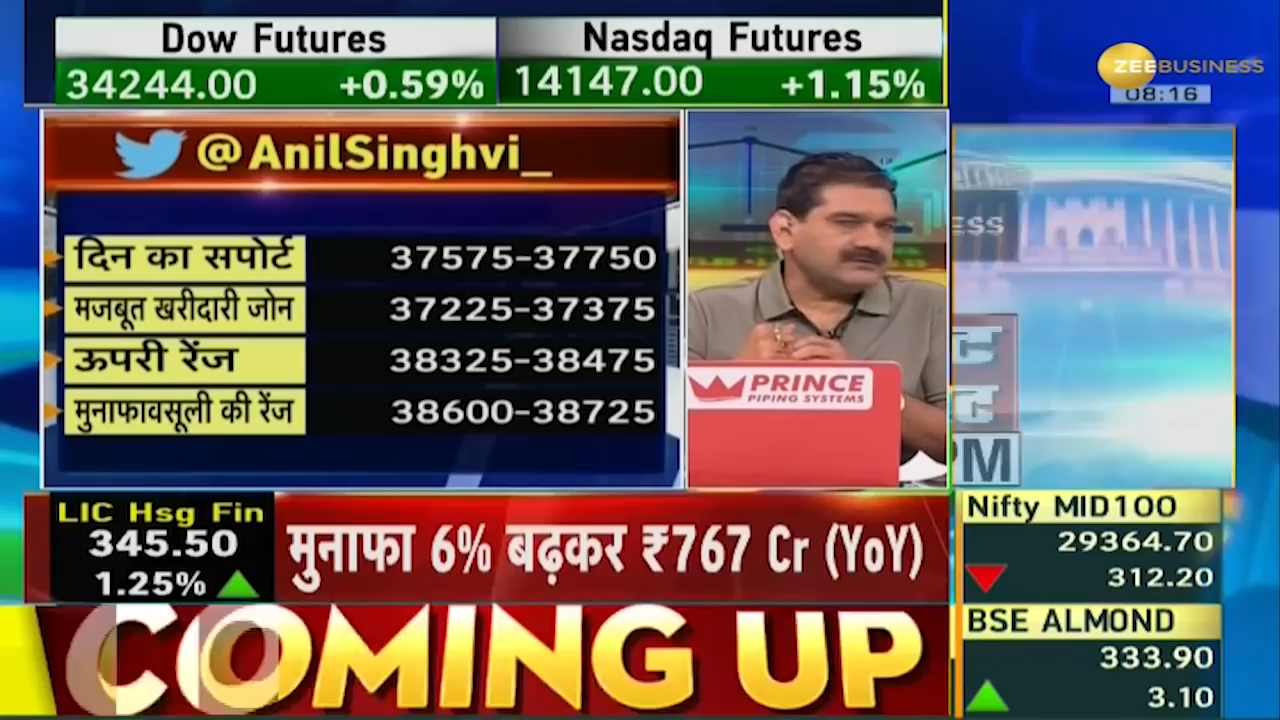 Dow Futures
34244.00 +0.59%
Nasdaq Futures
14147.00 +1.15%
ZEEBUSINESS
08:16
@AnilSinghvi_
दिन का सपोर्ट 37575-37750
मजबूत खरीदारी जोन 37225-37375
ऊपरी रेंज 38325-38475
मुनाफावसूली की रेंज 38600-38725
PRINCE
PIPING SYSTEMS
ESS
PM
LIC Hsg Fin
345.50
1.25%
मुनाफा 6% बढ़कर ₹767 Cr (YoY)
Nifty MID100
29364.70
312.20
BSE ALMOND
333.90
3.10
COMING UP